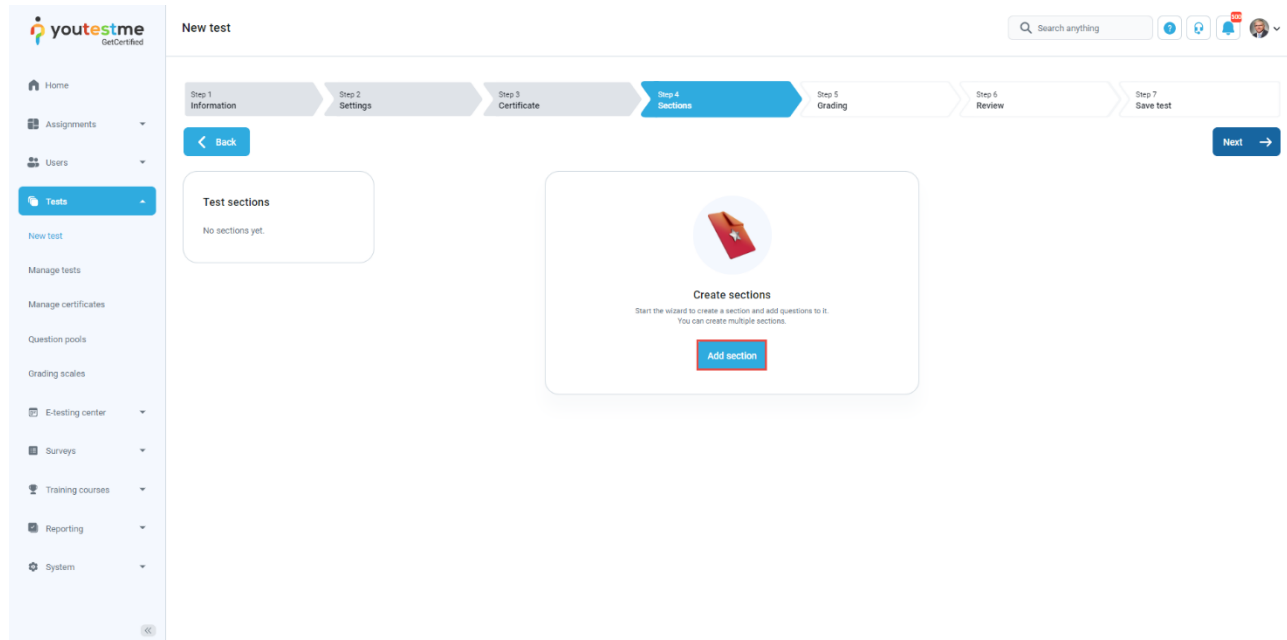 youtestme
GetCertified
New test
Search anything
?
500
Home
Assignments
Users
Tests
New test
Manage tests
Manage certificates
Question pools
Grading scales
E-testing center
Surveys
Training courses
Reporting
System
Step 1
Information
Step 2
Settings
Step 3
Certificate
Step 4
Sections
Step 5
Grading
Step 6
Review
Step 7
Save test
Back
Next
Test sections
No sections yet.
Create sections
Start the wizard to create a section and add questions to it.
You can create multiple sections.
Add section